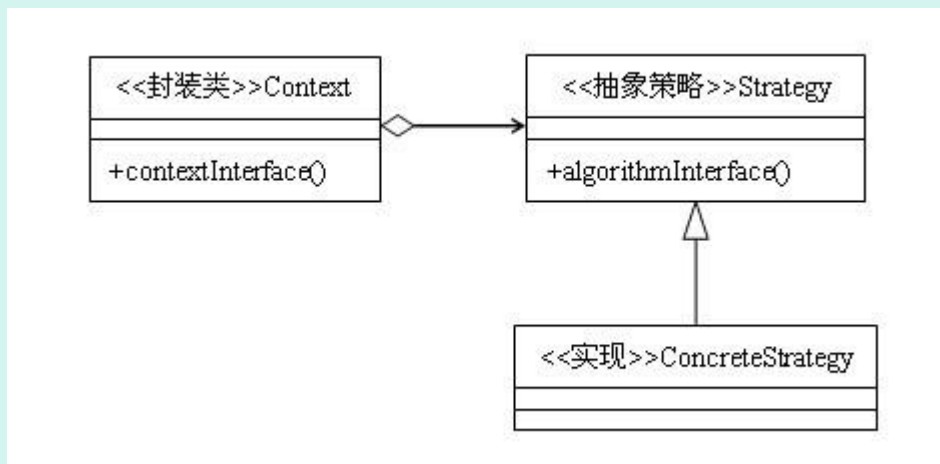 <<封装类>>Context
<<抽象策略>>Strategy
+contextInterface()
+algorithmInterface()
<<实现>>ConcreteStrategy